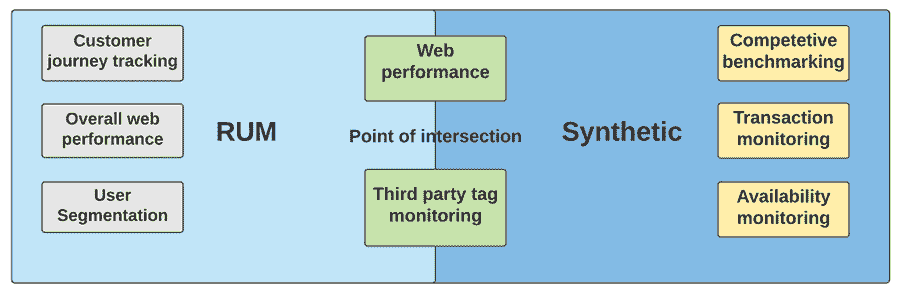 Customer
journey tracking
Overall web
performance
User
Segmentation
RUM
Web
performance
Point of intersection
Third party tag
monitoring
Synthetic
Competetive
benchmarking
Transaction
monitoring
Availability
monitoring